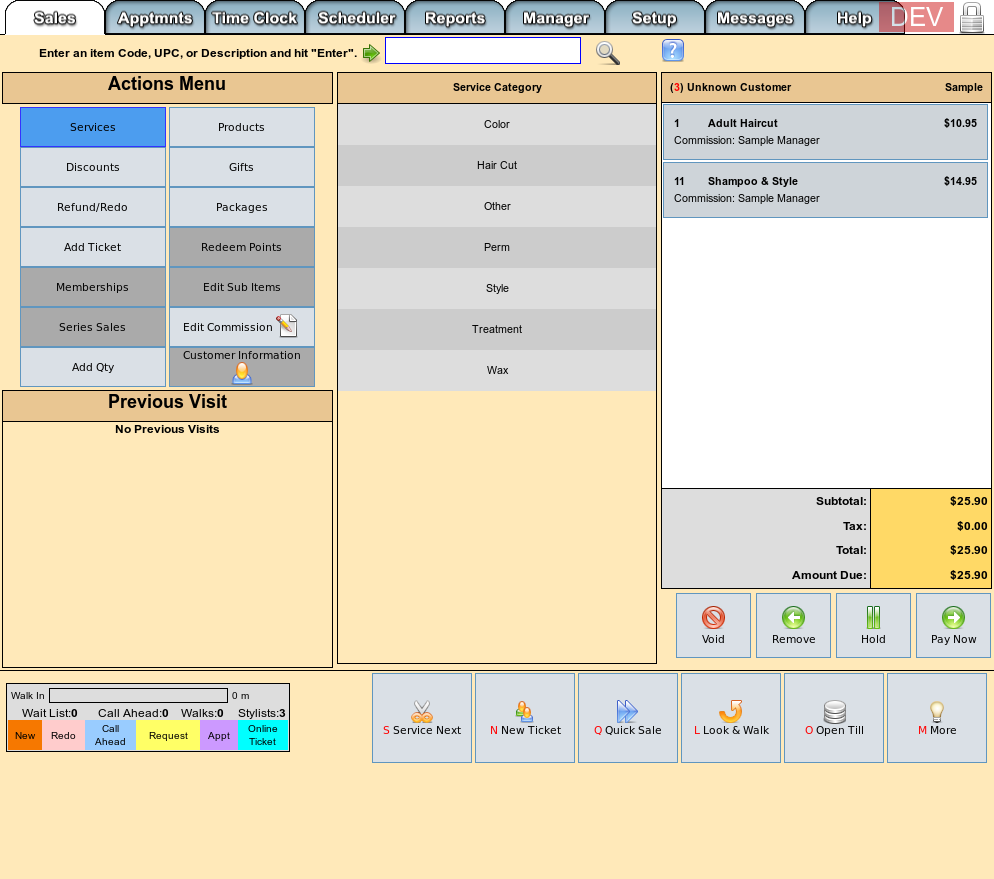 Sales Apptmnts Time Clock Scheduler Reports Manager Setup Messages Help DEV
Enter an item Code, UPC, or Description and hit "Enter". ?
Actions Menu
Services Products
Discounts Gifts
Refund/Redo Packages
Add Ticket Redeem Points
Memberships Edit Sub Items
Series Sales Edit Commission
Add Qty Customer Information
Previous Visit
No Previous Visits
Service Category
Color
Hair Cut
Other
Perm
Style
Treatment
Wax
(3) Unknown Customer Sample
1 Adult Haircut $10.95
Commission: Sample Manager
11 Shampoo & Style $14.95
Commission: Sample Manager
Subtotal: $25.90
Tax: $0.00
Total: $25.90
Amount Due: $25.90
Void Remove Hold Pay Now
Walk In 0 m
Wait List:0 Call Ahead:0 Walks:0 Stylists:3
New Redo Call Ahead Request Appt Online Ticket
S Service Next N New Ticket Q Quick Sale L Look & Walk O Open Till M More